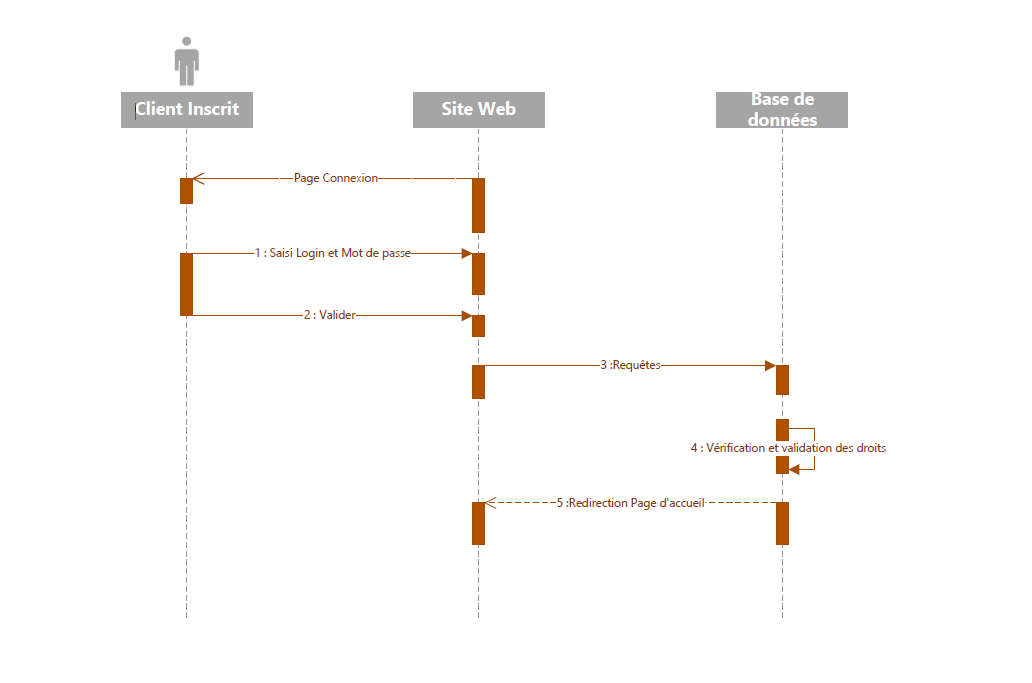 Client Inscrit
Site Web
Base de
données
Page Connexion
1 : Saisi Login et Mot de passe
2 : Valider
3 :Requêtes
4 : Vérification et validation des droits
5 :Redirection Page d'accueil